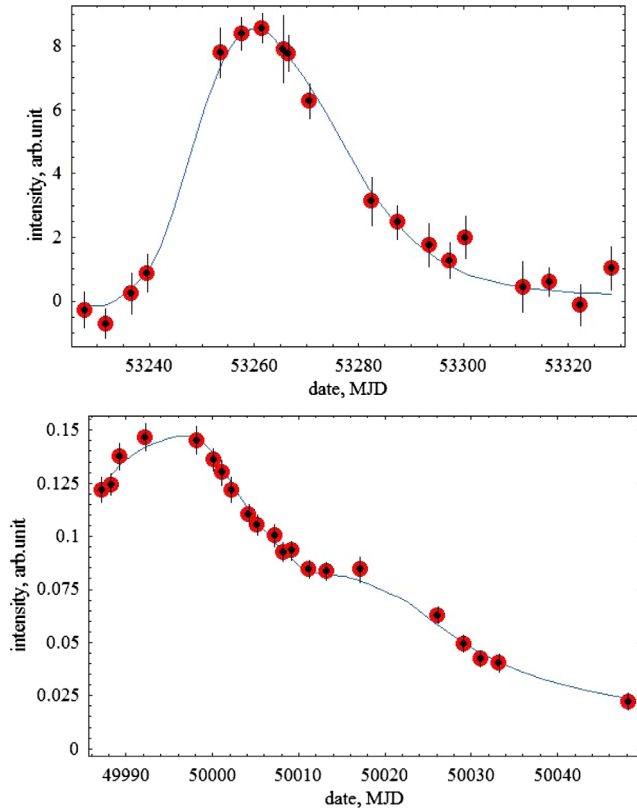 8
6
4
2
0
intensity, arb.unit
53240 53260 53280 53300 53320
date, MJD
0.15
0.125
0.1
0.075
0.05
0.025
0
intensity, arb.unit
49990 50000 50010 50020 50030 50040
date, MJD